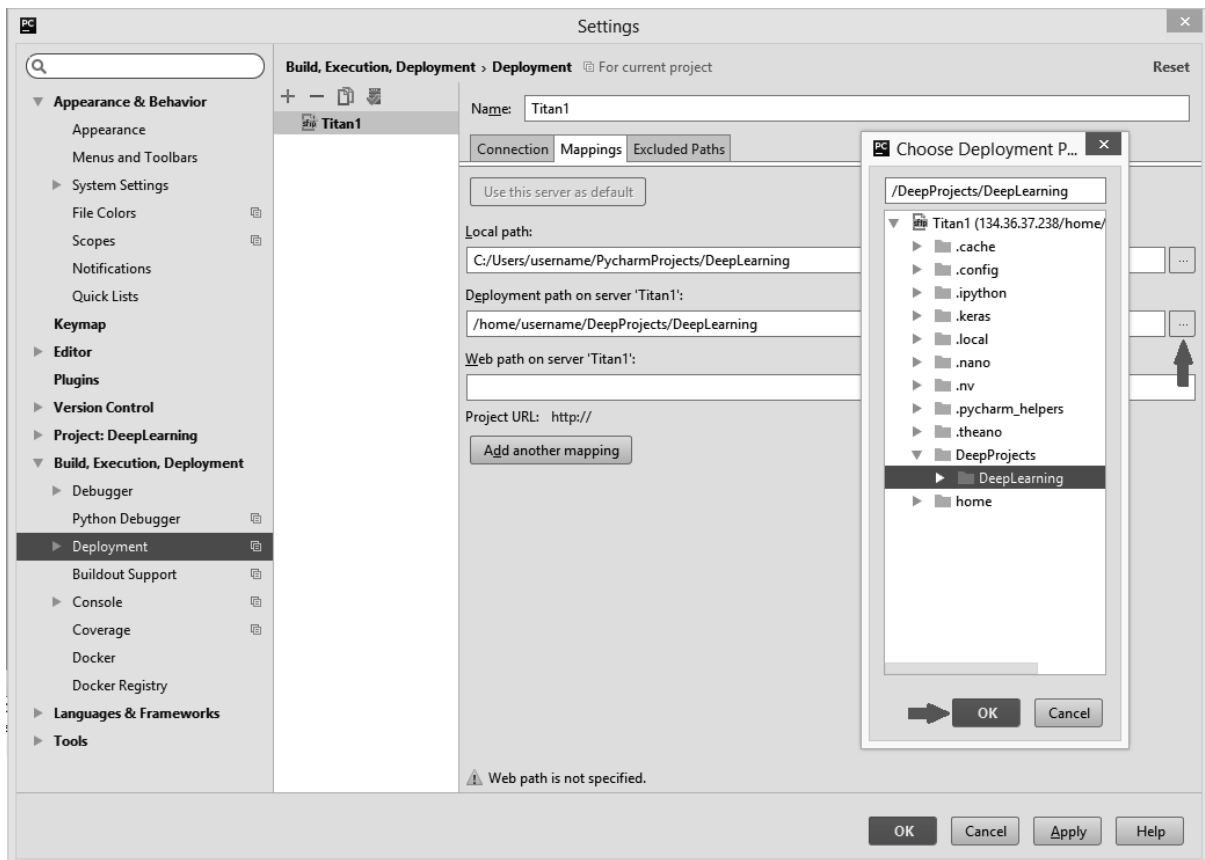 PC
Settings
Build, Execution, Deployment › Deployment For current project Reset
Appearance & Behavior
Appearance
Menus and Toolbars
System Settings
File Colors
Scopes
Notifications
Quick Lists
Keymap
Editor
Plugins
Version Control
Project: DeepLearning
Build, Execution, Deployment
Debugger
Python Debugger
Deployment
Buildout Support
Console
Coverage
Docker
Docker Registry
Languages & Frameworks
Tools
Titan1
Name: Titan1
Connection Mappings Excluded Paths
Use this server as default
Local path:
C:/Users/username/PycharmProjects/DeepLearning
...
Deployment path on server 'Titan1':
/home/username/DeepProjects/DeepLearning
...
Web path on server 'Titan1':
Project URL: http://
Add another mapping
Web path is not specified.
PC Choose Deployment P...
/DeepProjects/DeepLearning
Titan1 (134.36.37.238/home/
.cache
.config
.ipython
.keras
.local
.nano
.nv
.pycharm_helpers
.theano
DeepProjects
DeepLearning
home
OK Cancel
OK Cancel Apply Help